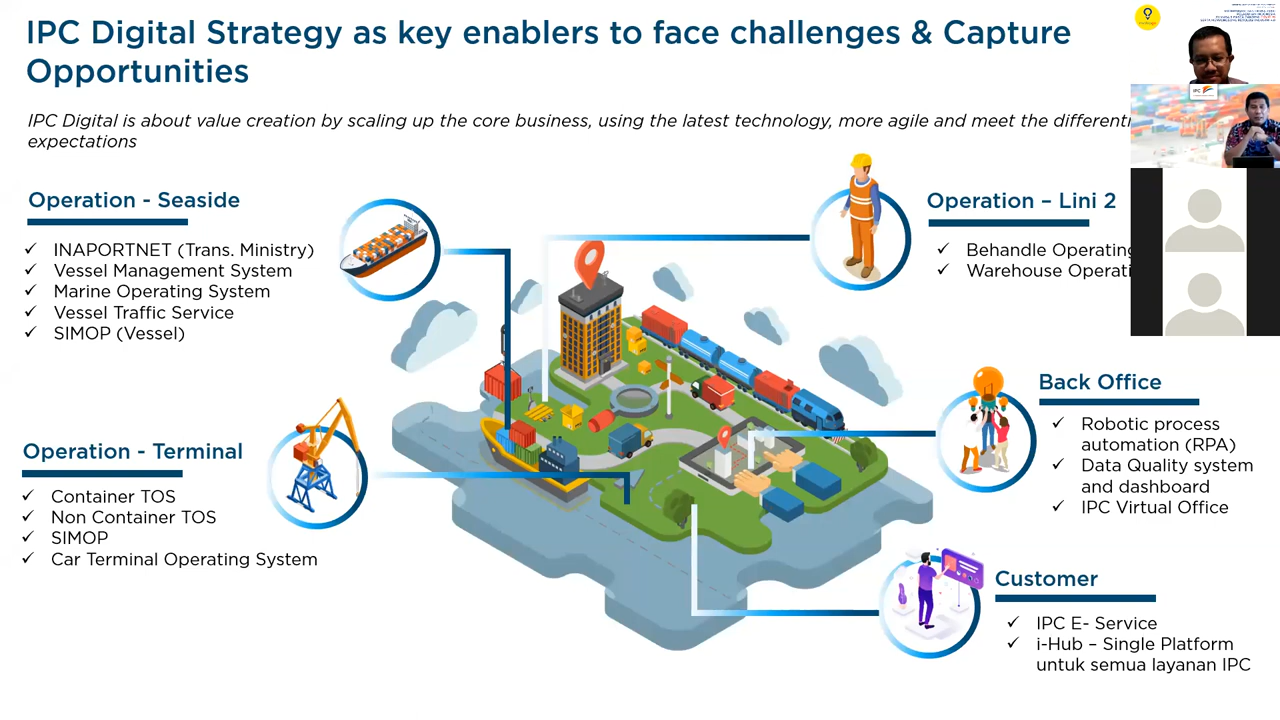 IPC Digital Strategy as key enablers to face challenges & Capture
Opportunities
IPC Digital is about value creation by scaling up the core business, using the latest technology, more agile and meet the
expectations
Operation - Seaside
✓ INAPORTNET (Trans. Ministry)
✓ Vessel Management System
✓ Marine Operating System
✓ Vessel Traffic Service
✓ SIMOP (Vessel)
Operation - Terminal
✓ Container TOS
✓ Non Container TOS
✓ SIMOP
✓ Car Terminal Operating System
Operation – Lini 2
✓ Behandle Operating
✓ Warehouse
Back Office
✓ Robotic process
automation (RPA)
✓ Data Quality system
and dashboard
✓ IPC Virtual Office
Customer
✓ IPC E- Service
✓ i-Hub – Single Platform
untuk semua layanan IPC
IPC